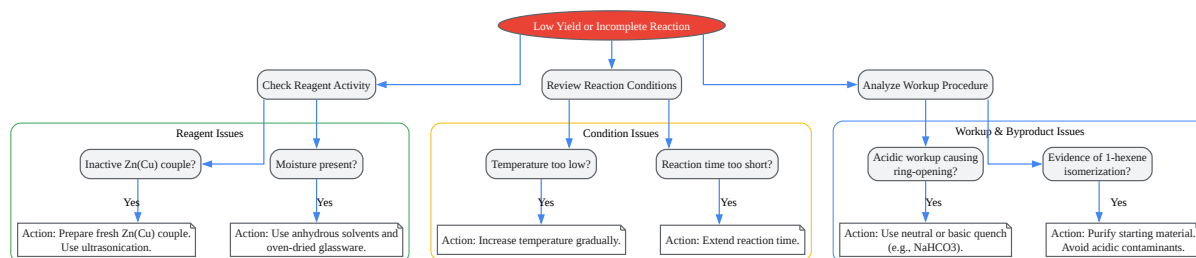 Low Yield or Incomplete Reaction
Check Reagent Activity
Review Reaction Conditions
Analyze Workup Procedure
Reagent Issues
Condition Issues
Workup & Byproduct Issues
Inactive Zn(Cu) couple?
Moisture present?
Temperature too low?
Reaction time too short?
Acidic workup causing
ring-opening?
Evidence of 1-hexene
isomerization?
Yes
Yes
Yes
Yes
Yes
Yes
Action: Prepare fresh Zn(Cu) couple.
Use ultrasonication.
Action: Use anhydrous solvents and
oven-dried glassware.
Action: Increase temperature gradually.
Action: Extend reaction time.
Action: Use neutral or basic quench
(e.g., NaHCO3).
Action: Purify starting material.
Avoid acidic contaminants.